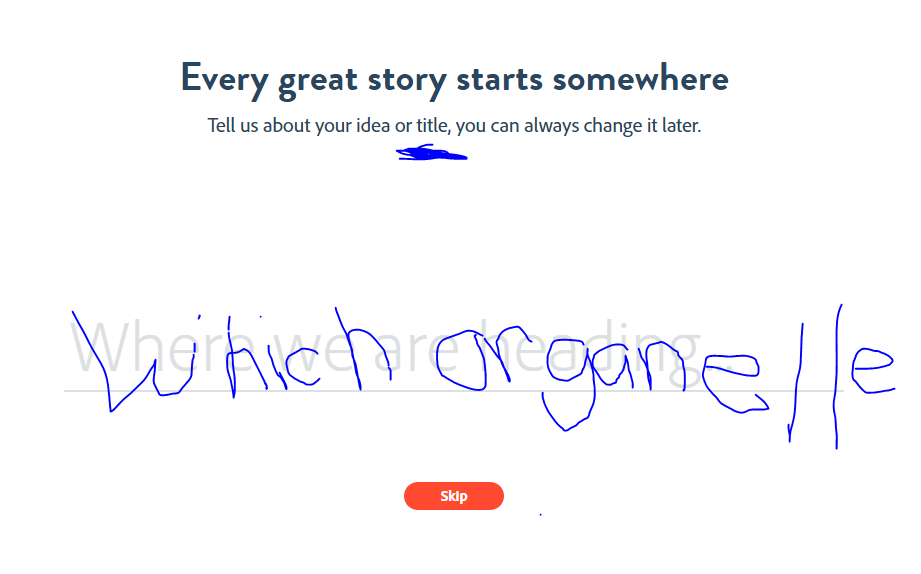 Every great story starts somewhere
Tell us about your idea or title, you can always change it later.
Where we are heading...
organelle
Skip